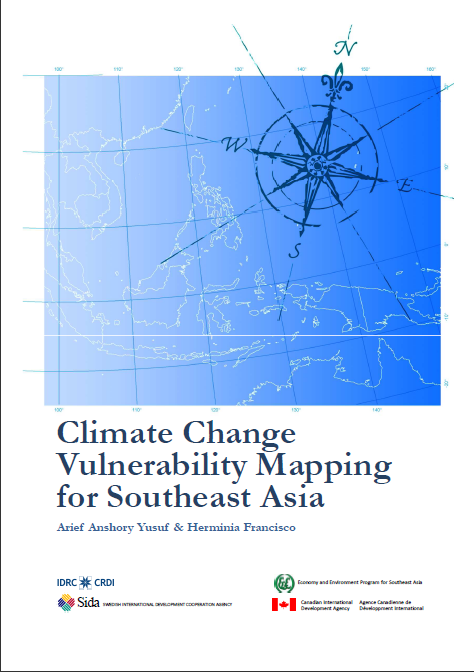 100° 110° 120° 130° 140° 150°
N
W
E
S
100° 110° 120° 130° 140°
Climate Change
Vulnerability Mapping
for Southeast Asia
Arief Anshory Yusuf & Herminia Francisco
IDRC CRDI
Economy and Environment Program for Southeast Asia
Sida SWEDISH INTERNATIONAL DEVELOPMENT COOPERATION AGENCY
Canadian International Agence Canadienne de
Development Agency Dévelopment International